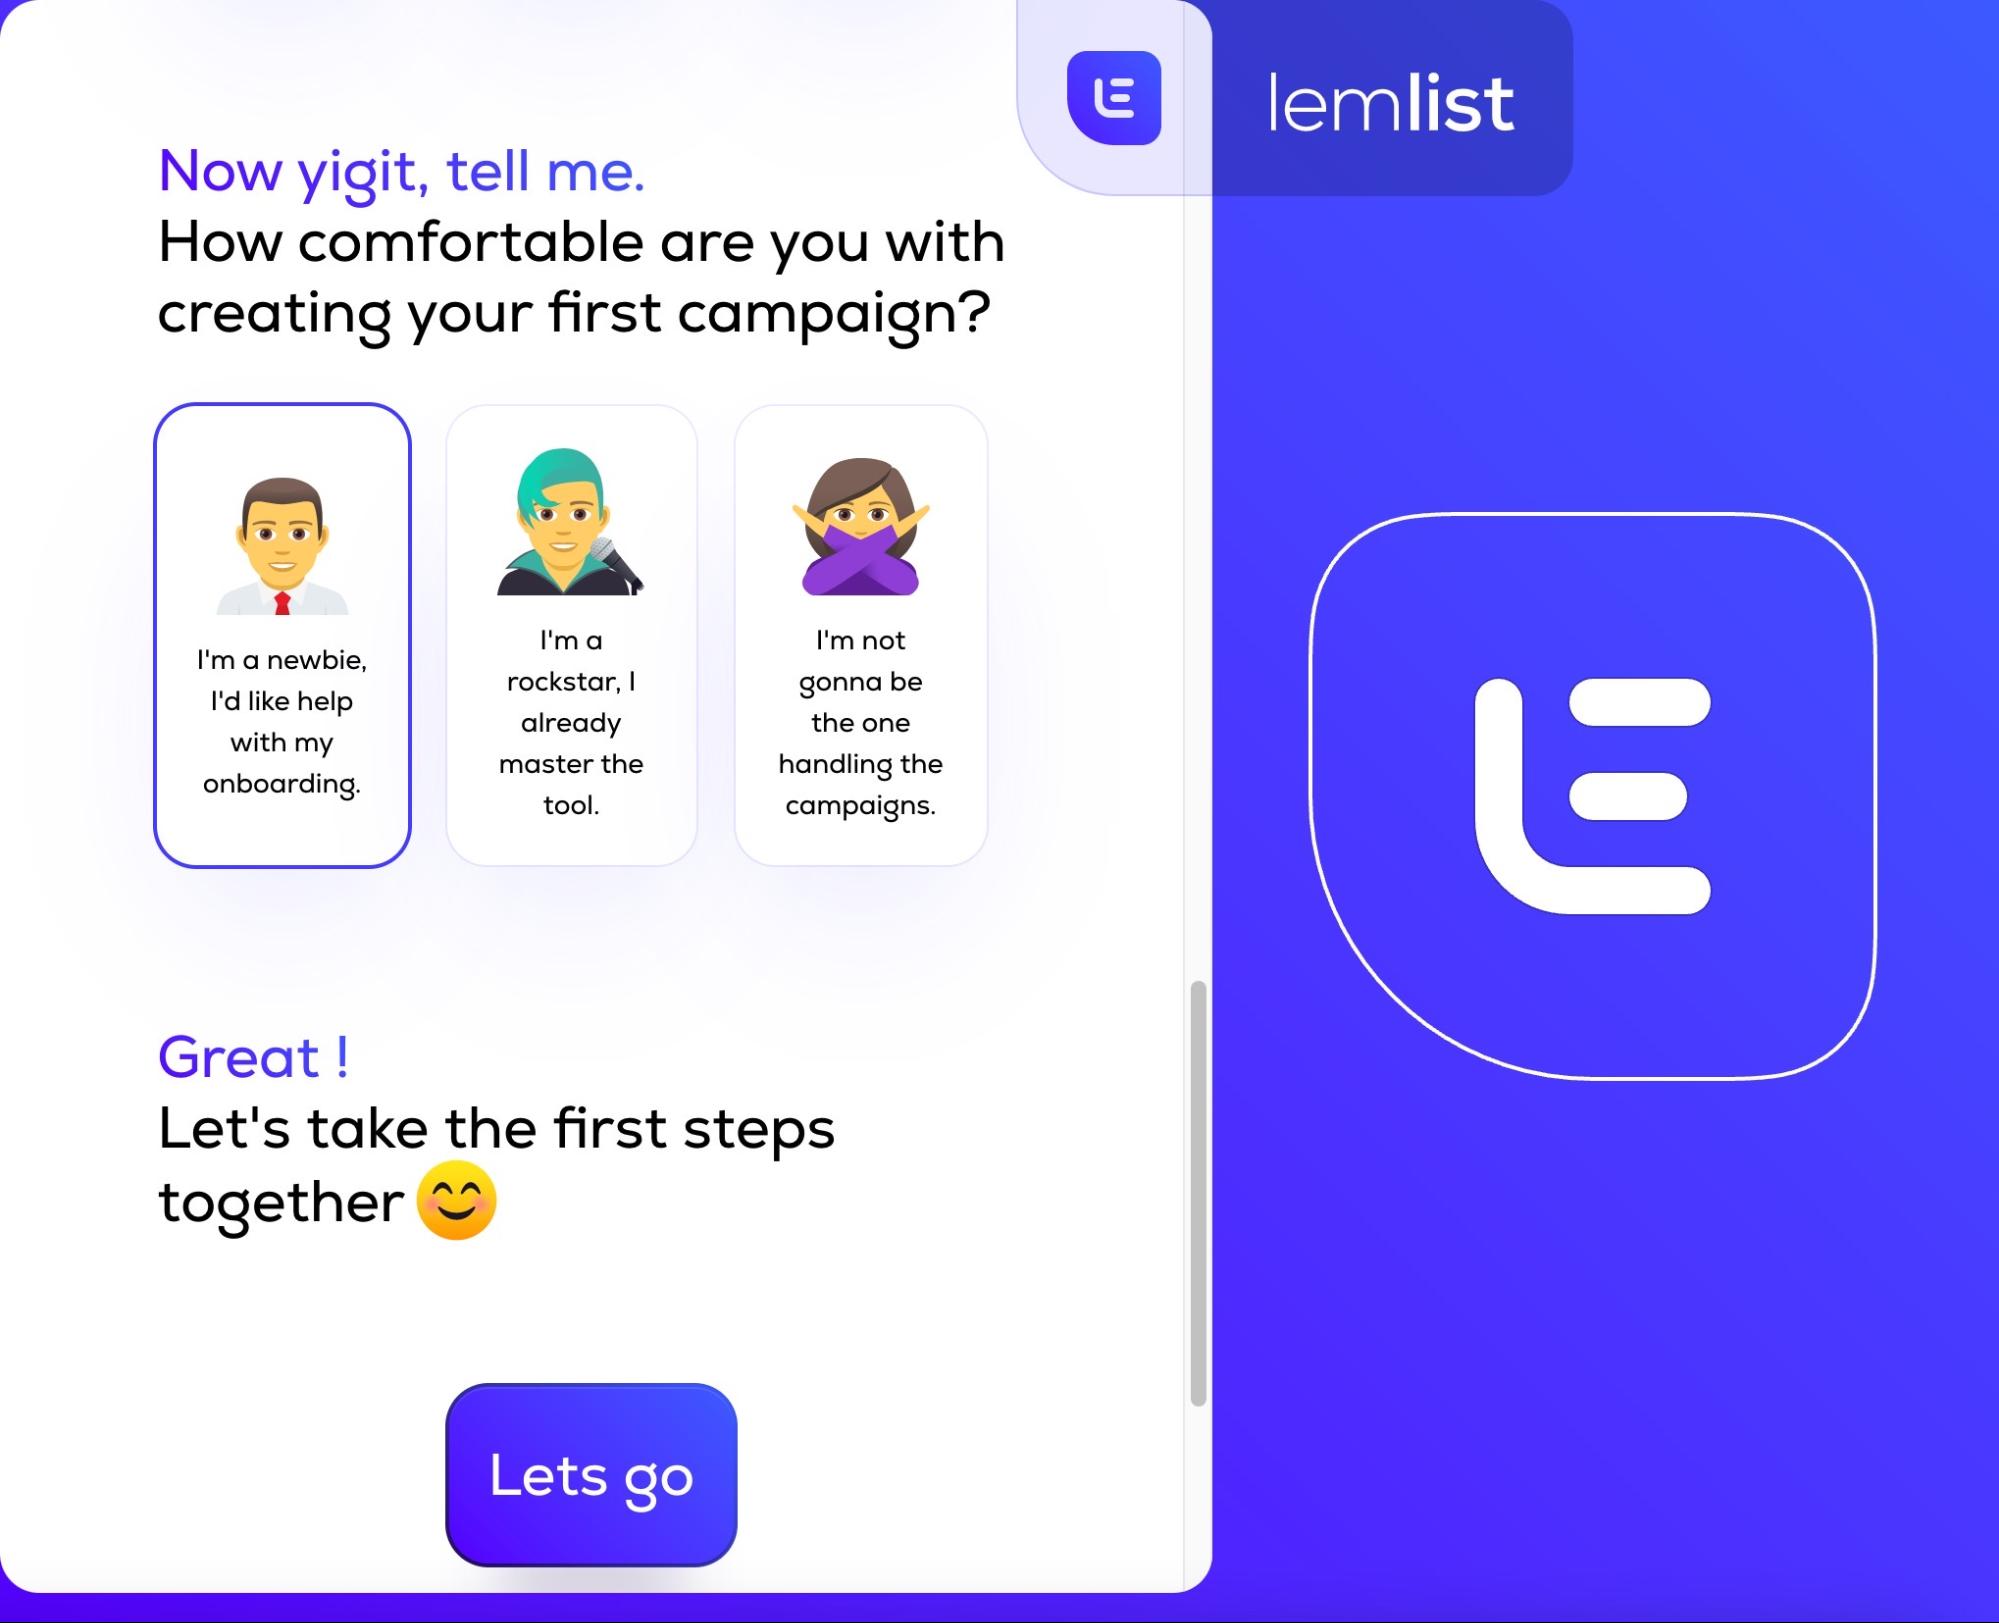 lemlist
Now yigit, tell me.
How comfortable are you with
creating your first campaign?
I'm a newbie,
I'd like help
with my
onboarding.
I'm a
rockstar, I
already
master the
tool.
I'm not
gonna be
the one
handling the
campaigns.
Great !
Let's take the first steps
together 😊
Lets go